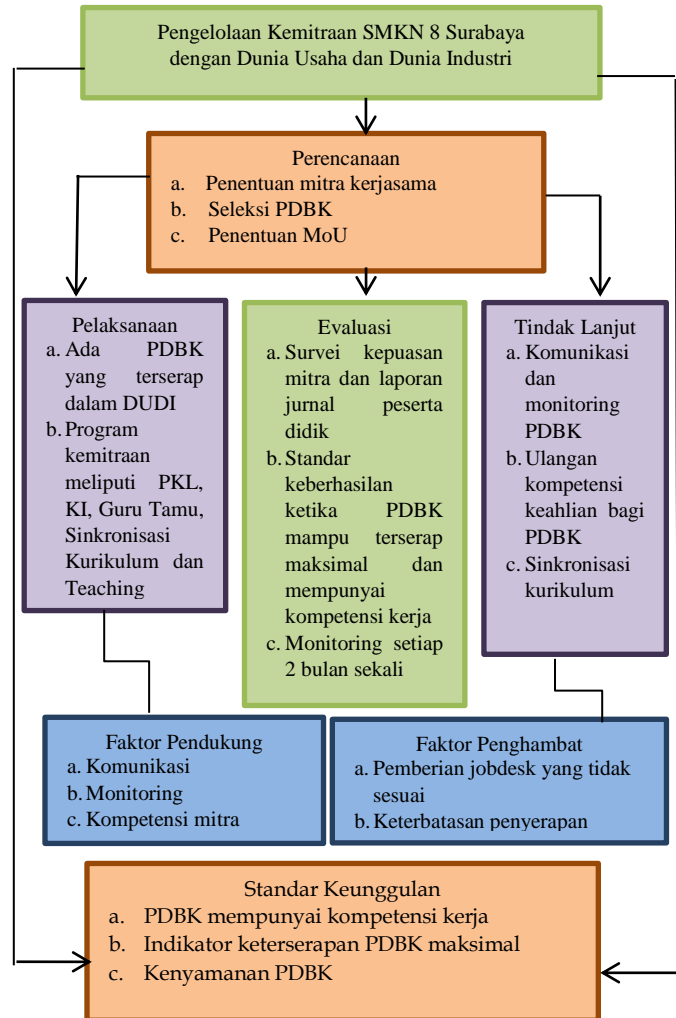 Pengelolaan Kemitraan SMKN 8 Surabaya
dengan Dunia Usaha dan Dunia Industri
Perencanaan
a. Penentuan mitra kerjasama
b. Seleksi PDBK
c. Penentuan MoU
Pelaksanaan
a. Ada PDBK
yang terserap
dalam DUDI
b. Program
kemitraan
meliputi PKL,
KI, Guru Tamu,
Sinkronisasi
Kurikulum dan
Teaching
Evaluasi
a. Survei kepuasan
mitra dan laporan
jurnal peserta
didik
b. Standar
keberhasilan
ketika PDBK
mampu terserap
maksimal dan
mempunyai
kompetensi kerja
c. Monitoring setiap
2 bulan sekali
Tindak Lanjut
a. Komunikasi
dan
monitoring
PDBK
b. Ulangan
kompetensi
keahlian bagi
PDBK
c. Sinkronisasi
kurikulum
Faktor Pendukung
a. Komunikasi
b. Monitoring
c. Kompetensi mitra
Faktor Penghambat
a. Pemberian jobdesk yang tidak
sesuai
b. Keterbatasan penyerapan
Standar Keunggulan
a. PDBK mempunyai kompetensi kerja
b. Indikator keterserapan PDBK maksimal
c. Kenyamanan PDBK